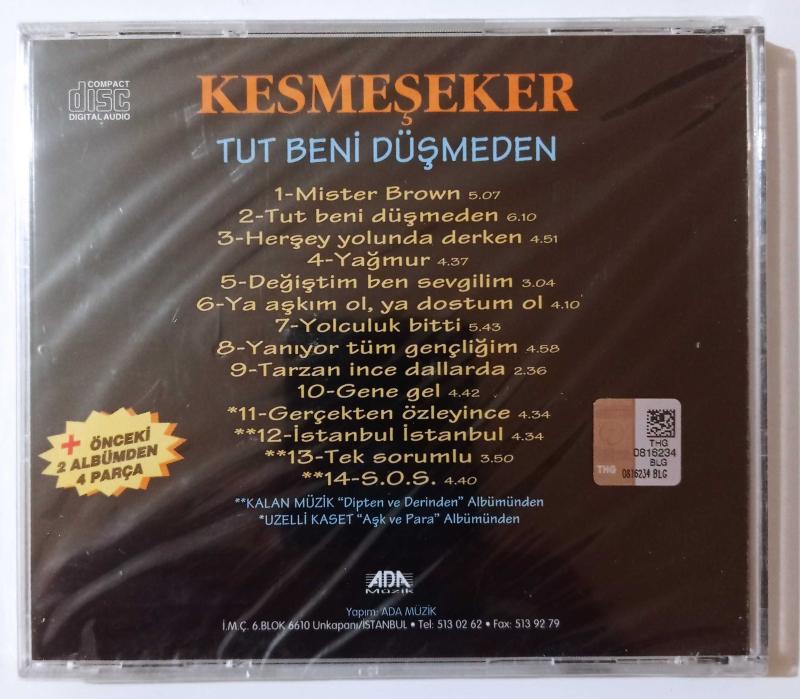 COMPACT
disc
DIGITAL AUDIO
KESMEŞEKER
TUT BENİ DÜŞMEDEN
1-Mister Brown 5.07
2-Tut beni düşmeden 6.10
3-Herşey yolunda derken 4.51
4-Yağmur 4.37
5-Değiştim ben sevgilim 3.04
6-Ya aşkım ol, ya dostum ol 4.10
7-Yolculuk bitti 5.43
8-Yanıyor tüm gençliğim 4.58
9-Tarzan ince dallarda 2.36
10-Gene gel 4.42
*11-Gerçekten özleyince 4.34
**12-İstanbul İstanbul 4.34
**13-Tek sorumlu 3.50
**14-S.O.S. 4.40
**KALAN MÜZİK “Dipten ve Derinden” Albümünden
*UZELLİ KASET “Aşk ve Para” Albümünden
+ ÖNCEKİ
2 ALBÜMDEN
4 PARÇA
THG
0816234
BLG
THG
0816234 BLG
ADA
Müzik
Yapım: ADA MÜZİK
İ.M.Ç. 6.BLOK 6610 Unkapanı/İSTANBUL • Tel: 513 02 62 • Fax: 513 92 79